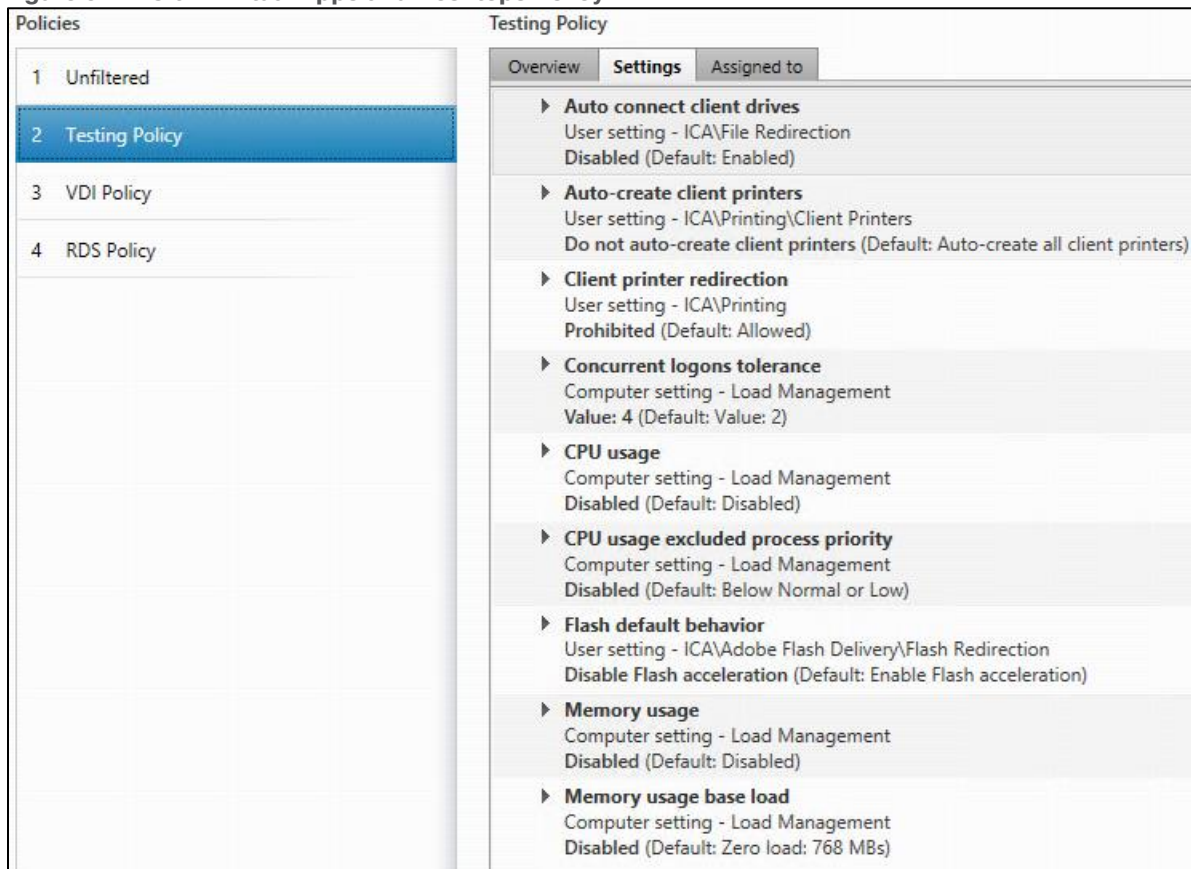 Policies
1 Unfiltered
2 Testing Policy
3 VDI Policy
4 RDS Policy
Testing Policy
Overview Settings Assigned to
Auto connect client drives
User setting - ICA\File Redirection
Disabled (Default: Enabled)
Auto-create client printers
User setting - ICA\Printing\Client Printers
Do not auto-create client printers (Default: Auto-create all client printers)
Client printer redirection
User setting - ICA\Printing
Prohibited (Default: Allowed)
Concurrent logons tolerance
Computer setting - Load Management
Value: 4 (Default: Value: 2)
CPU usage
Computer setting - Load Management
Disabled (Default: Disabled)
CPU usage excluded process priority
Computer setting - Load Management
Disabled (Default: Below Normal or Low)
Flash default behavior
User setting - ICA\Adobe Flash Delivery\Flash Redirection
Disable Flash acceleration (Default: Enable Flash acceleration)
Memory usage
Computer setting - Load Management
Disabled (Default: Disabled)
Memory usage base load
Computer setting - Load Management
Disabled (Default: Zero load: 768 MBs)